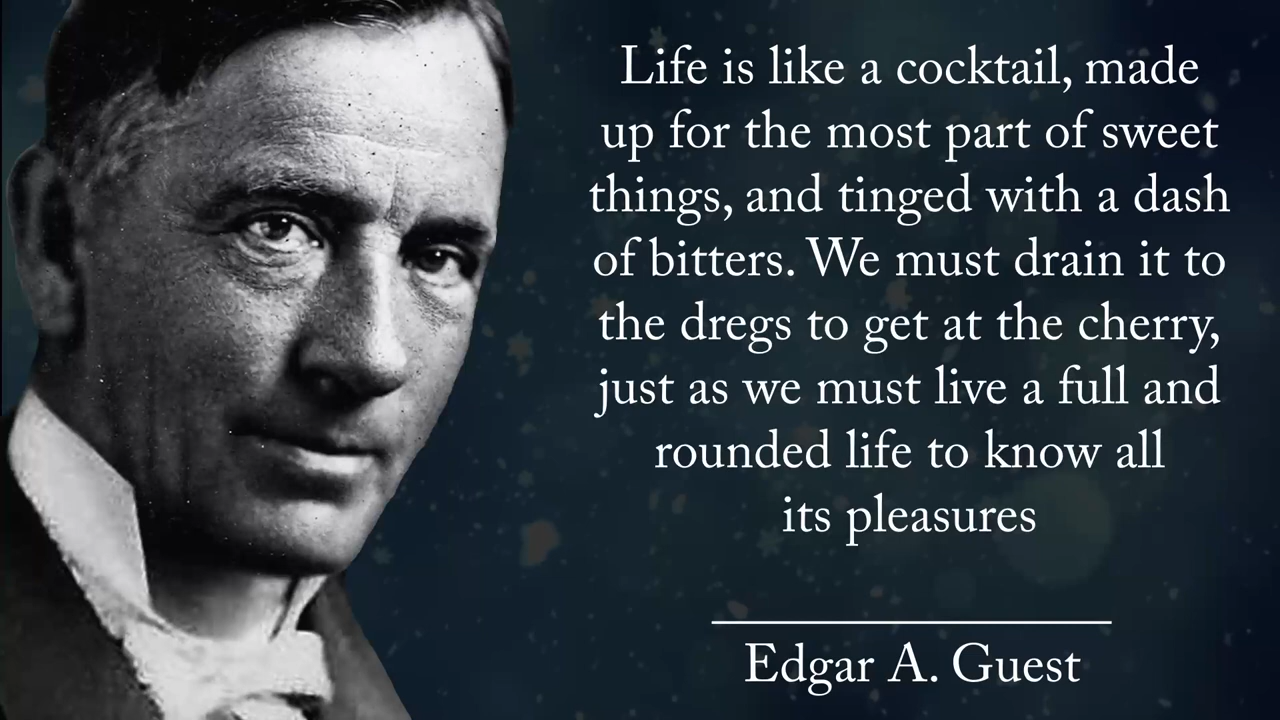 Life is like a cocktail, made
up for the most part of sweet
things, and tinged with a dash
of bitters. We must drain it to
the dregs to get at the cherry,
just as we must live a full and
rounded life to know all
its pleasures
Edgar A. Guest